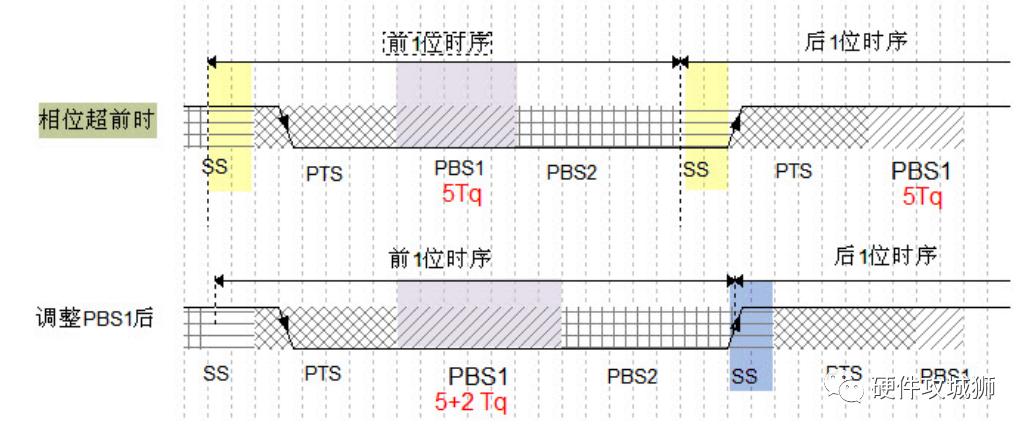 前1位时序
后1位时序
相位超前时
SS
PTS
PBS1
5Tq
PBS2
SS
PTS
PBS1
5Tq
前1位时序
后1位时序
调整PBS1后
SS
PTS
PBS1
5+2 Tq
PBS2
SS
PTS
PBS1
硬件攻城狮